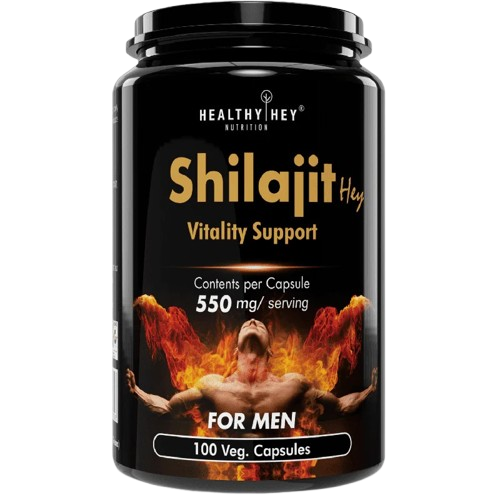 HEALTHY HEY®
NUTRITION
Shilajit Hey
Vitality Support
Contents per Capsule
550 mg/ serving
FOR MEN
100 Veg. Capsules